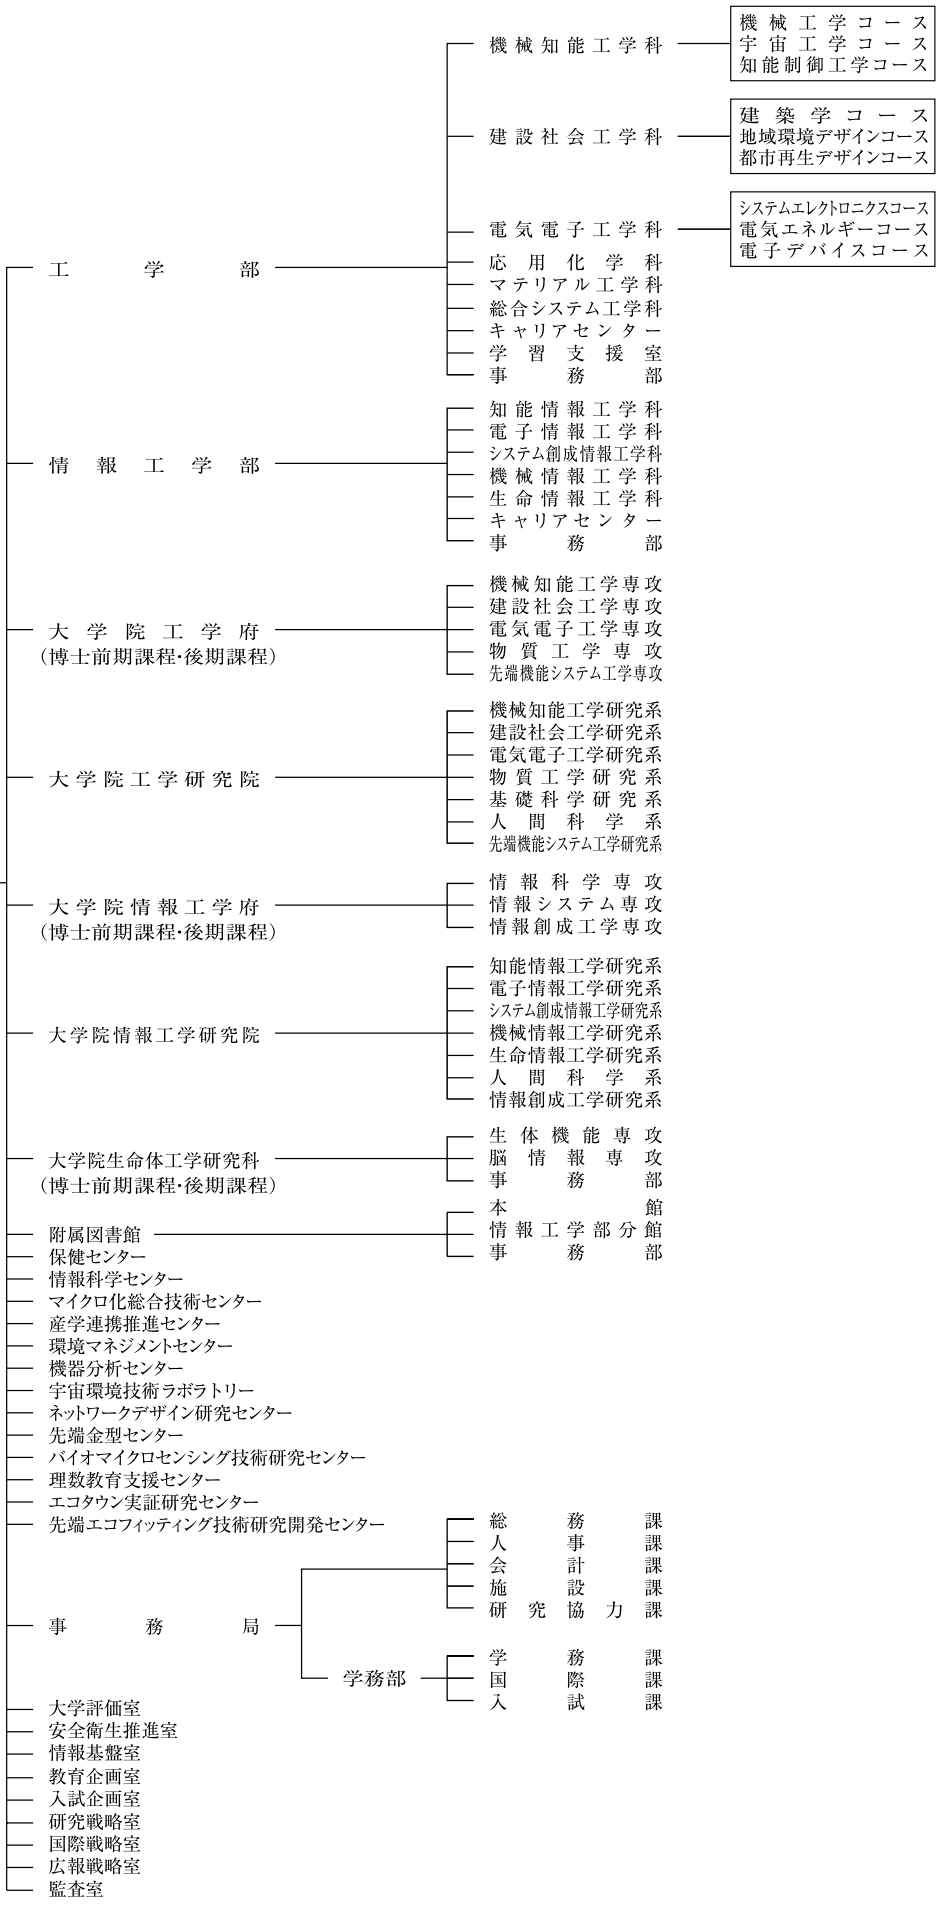 工学部
機械知能工学科
機械工学コース
宇宙工学コース
知能制御工学コース
建設社会工学科
建築学コース
地域環境デザインコース
都市再生デザインコース
電気電子工学科
システムエレクトロニクスコース
電気エネルギーコース
電子デバイスコース
応用化学科
マテリアル工学科
総合システム工学科
キャリアセンター
学習支援室
事務部
情報工学部
知能情報工学科
電子情報工学科
システム創成情報工学科
機械情報工学科
生命情報工学科
キャリアセンター
事務部
大学院工学府
(博士前期課程・後期課程)
機械知能工学専攻
建設社会工学専攻
電気電子工学専攻
物質工学専攻
先端機能システム工学専攻
大学院工学研究院
機械知能工学研究系
建設社会工学研究系
電気電子工学研究系
物質工学研究系
基礎科学研究系
人間科学系
先端機能システム工学研究系
大学院情報工学府
(博士前期課程・後期課程)
情報科学専攻
情報システム専攻
情報創成工学専攻
大学院情報工学研究院
知能情報工学研究系
電子情報工学研究系
システム創成情報工学研究系
機械情報工学研究系
生命情報工学研究系
人間科学系
情報創成工学研究系
大学院生命体工学研究科
(博士前期課程・後期課程)
生体機能専攻
脳情報専攻
事務部
附属図書館
本館
情報工学部分館
事務部
保健センター
情報科学センター
マイクロ化総合技術センター
産学連携推進センター
環境マネジメントセンター
機器分析センター
宇宙環境技術ラボラトリー
ネットワークデザイン研究センター
先端金型センター
バイオマイクロセンシング技術研究センター
理数教育支援センター
エコタウン実証研究センター
先端エコフィッティング技術研究開発センター
事務局
総務課
人事課
会計課
施設課
研究協力課
学務部
学務課
国際課
入試課
大学評価室
安全衛生推進室
情報基盤室
教育企画室
入試企画室
研究戦略室
国際戦略室
広報戦略室
監査室